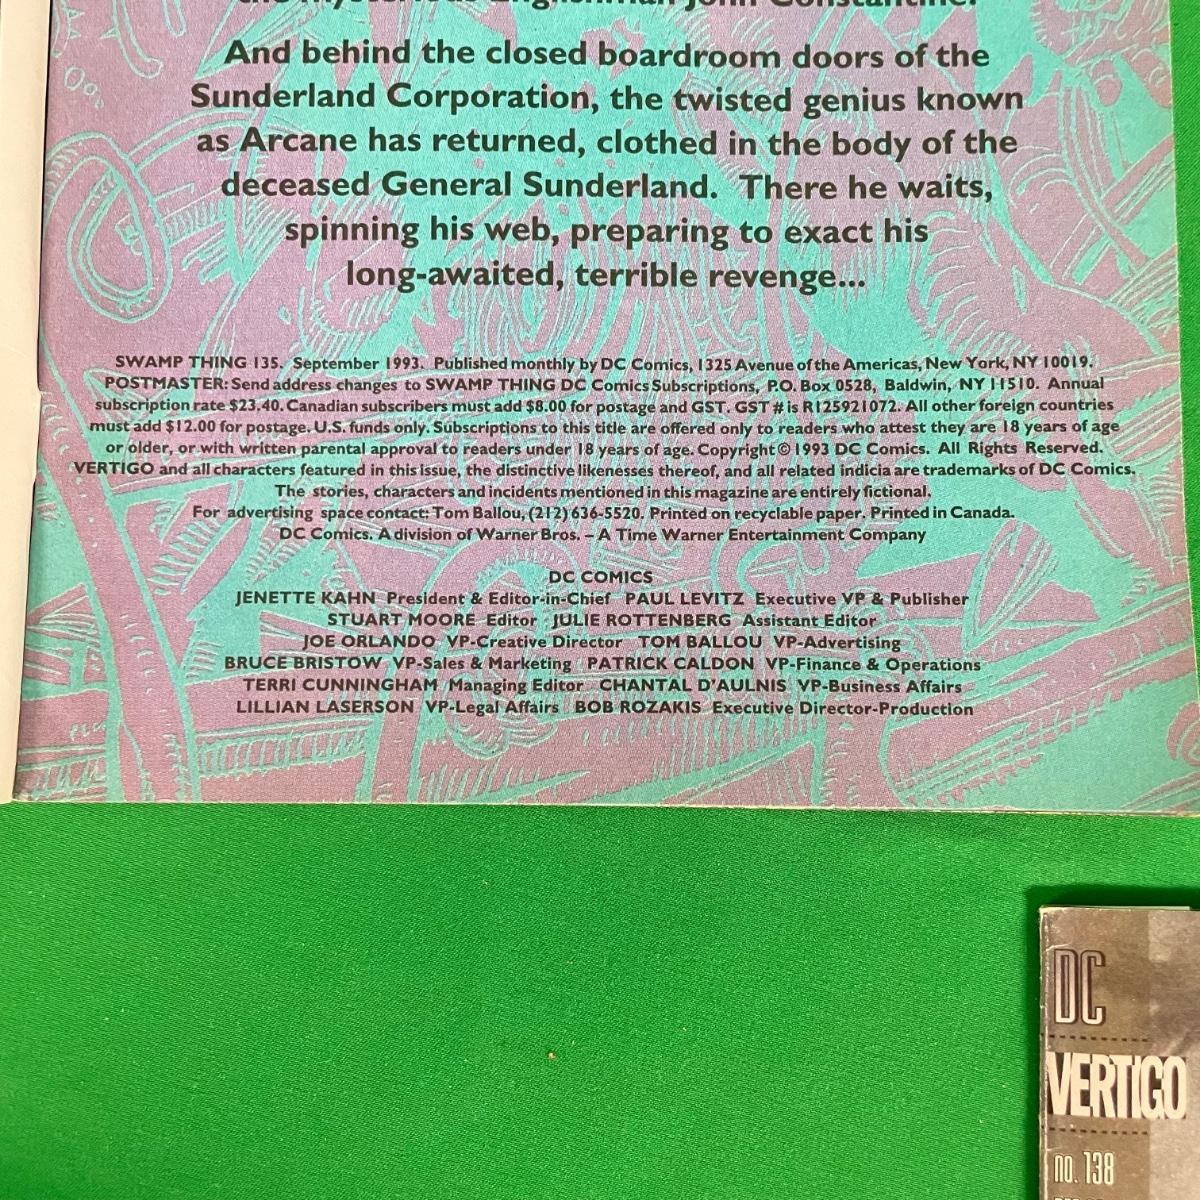 the mysterious Englishman John Constantine.
And behind the closed boardroom doors of the
Sunderland Corporation, the twisted genius known
as Arcane has returned, clothed in the body of the
deceased General Sunderland. There he waits,
spinning his web, preparing to exact his
long-awaited, terrible revenge...
SWAMP THING 135. September 1993. Published monthly by DC Comics, 1325 Avenue of the Americas, New York, NY 10019.
POSTMASTER: Send address changes to SWAMP THING DC Comics Subscriptions, P.O. Box 0528, Baldwin, NY 11510. Annual
subscription rate $23.40. Canadian subscribers must add $8.00 for postage and GST. GST # is R125921072. All other foreign countries
must add $12.00 for postage. U.S. funds only. Subscriptions to this title are offered only to readers who attest they are 18 years of age
or older, or with written parental approval to readers under 18 years of age. Copyright © 1993 DC Comics. All Rights Reserved.
VERTIGO and all characters featured in this issue, the distinctive likenesses thereof, and all related indicia are trademarks of DC Comics.
The stories, characters and incidents mentioned in this magazine are entirely fictional.
For advertising space contact: Tom Ballou, (212) 636-5520. Printed on recyclable paper. Printed in Canada.
DC Comics. A division of Warner Bros. – A Time Warner Entertainment Company
DC COMICS
JENETTE KAHN President & Editor-in-Chief PAUL LEVITZ Executive VP & Publisher
STUART MOORE Editor JULIE ROTTENBERG Assistant Editor
JOE ORLANDO VP-Creative Director TOM BALLOU VP-Advertising
BRUCE BRISTOW VP-Sales & Marketing PATRICK CALDON VP-Finance & Operations
TERRI CUNNINGHAM Managing Editor CHANTAL D'AULNIS VP-Business Affairs
LILLIAN LASERSON VP-Legal Affairs BOB ROZAKIS Executive Director-Production
DC
VERTIGO
no. 138